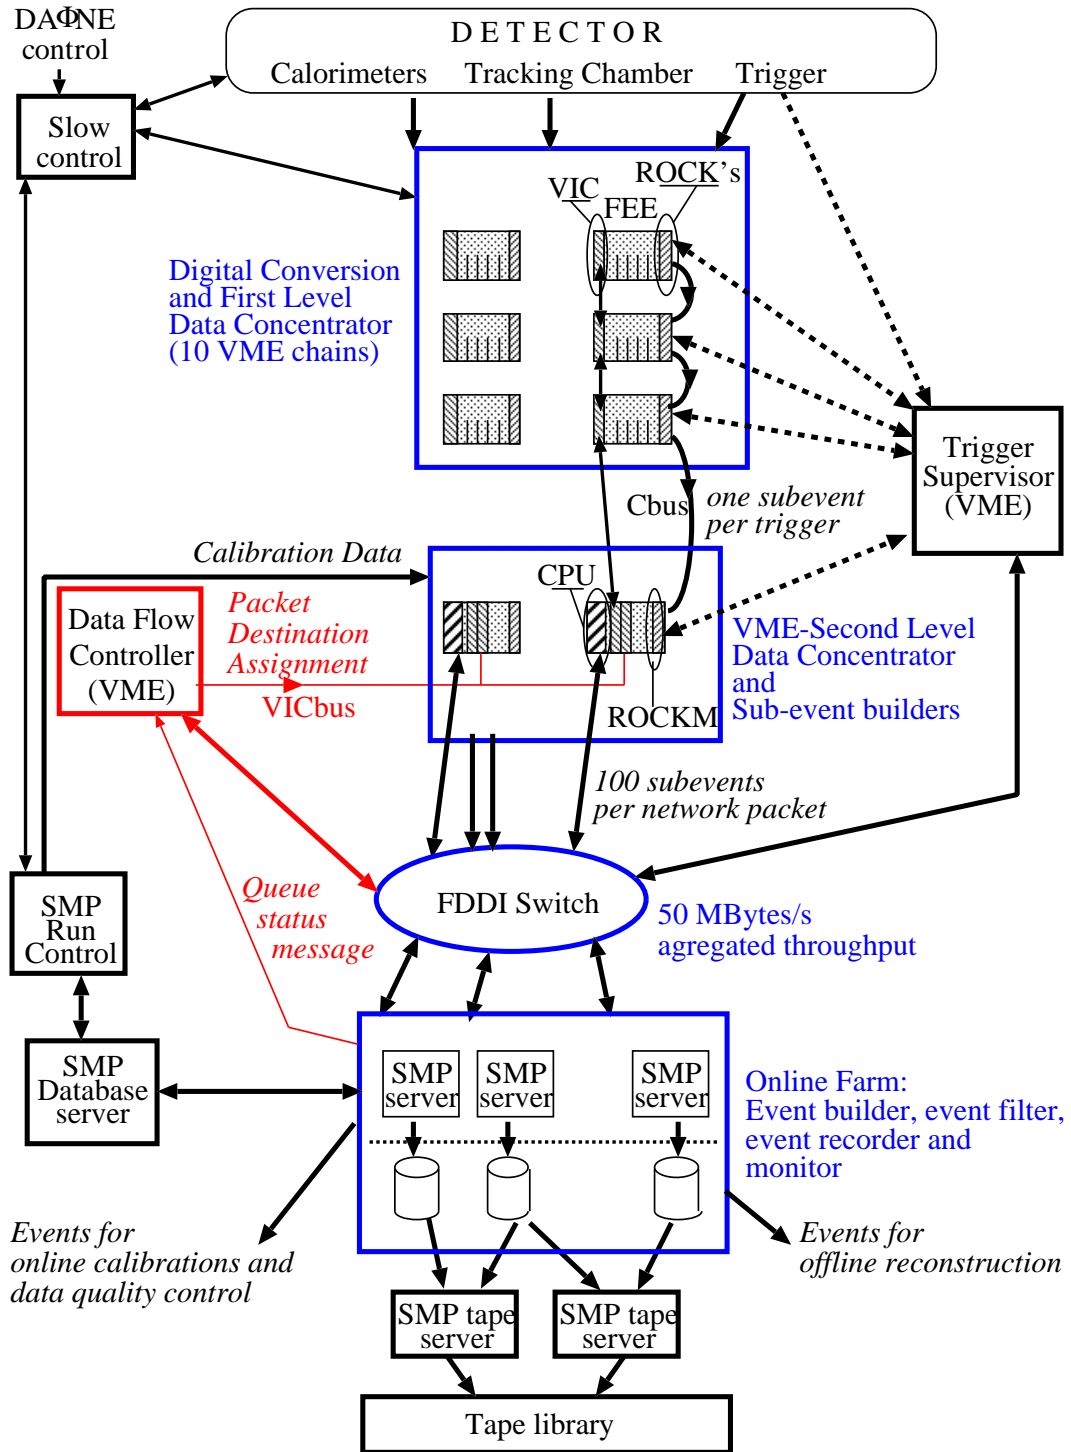 DAΦNE
control
D E T E C T O R
Calorimeters Tracking Chamber Trigger
Slow
control
VIC
FEE
ROCK's
Digital Conversion
and First Level
Data Concentrator
(10 VME chains)
Trigger
Supervisor
(VME)
Cbus
one subevent
per trigger
Calibration Data
CPU
ROCKM
Data Flow
Controller
(VME)
Packet
Destination
Assignment
VICbus
VME-Second Level
Data Concentrator
and
Sub-event builders
100 subevents
per network packet
FDDI Switch
50 MBytes/s
agregated throughput
Queue
status
message
SMP
Run
Control
SMP
Database
server
SMP
server
SMP
server
SMP
server
Online Farm:
Event builder, event filter,
event recorder and
monitor
Events for
online calibrations and
data quality control
Events for
offline reconstruction
SMP tape
server
SMP tape
server
Tape library